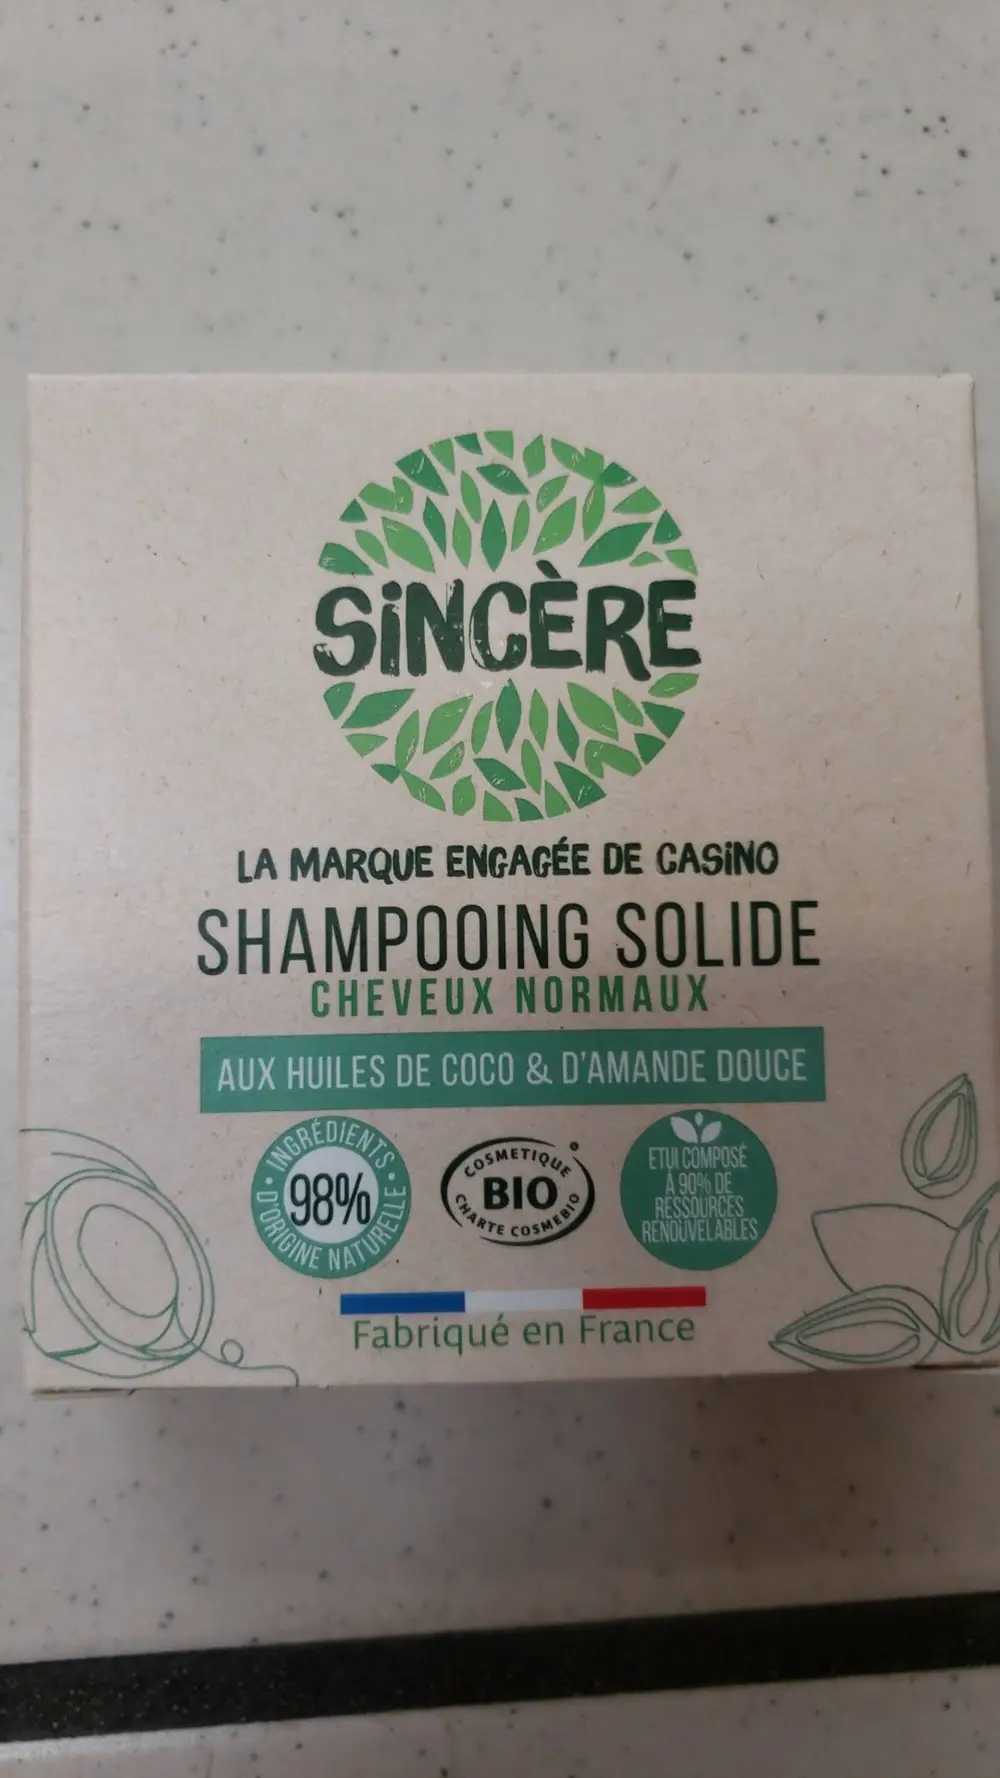 SINCÈRE
LA MARQUE ENGAGÉE DE CASINO
SHAMPOOING SOLIDE
CHEVEUX NORMAUX
AUX HUILES DE COCO & D'AMANDE DOUCE
INGRÉDIENTS
98%
D'ORIGINE NATURELLE
COSMETIQUE
BIO
CHARTE COSMEBIO
ETUI COMPOSÉ
À 90% DE
RESSOURCES
RENOUVELABLES
Fabriqué en France